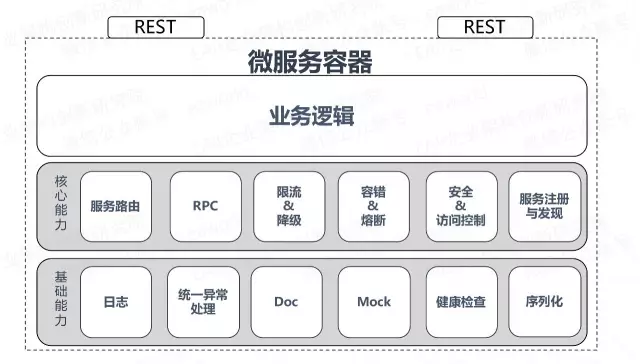 REST
REST
微服务容器
业务逻辑
核心能力
服务路由
RPC
限流
&
降级
容错
&
熔断
安全
&
访问控制
服务注册
与发现
基础能力
日志
统一异常
处理
Doc
Mock
健康检查
序列化